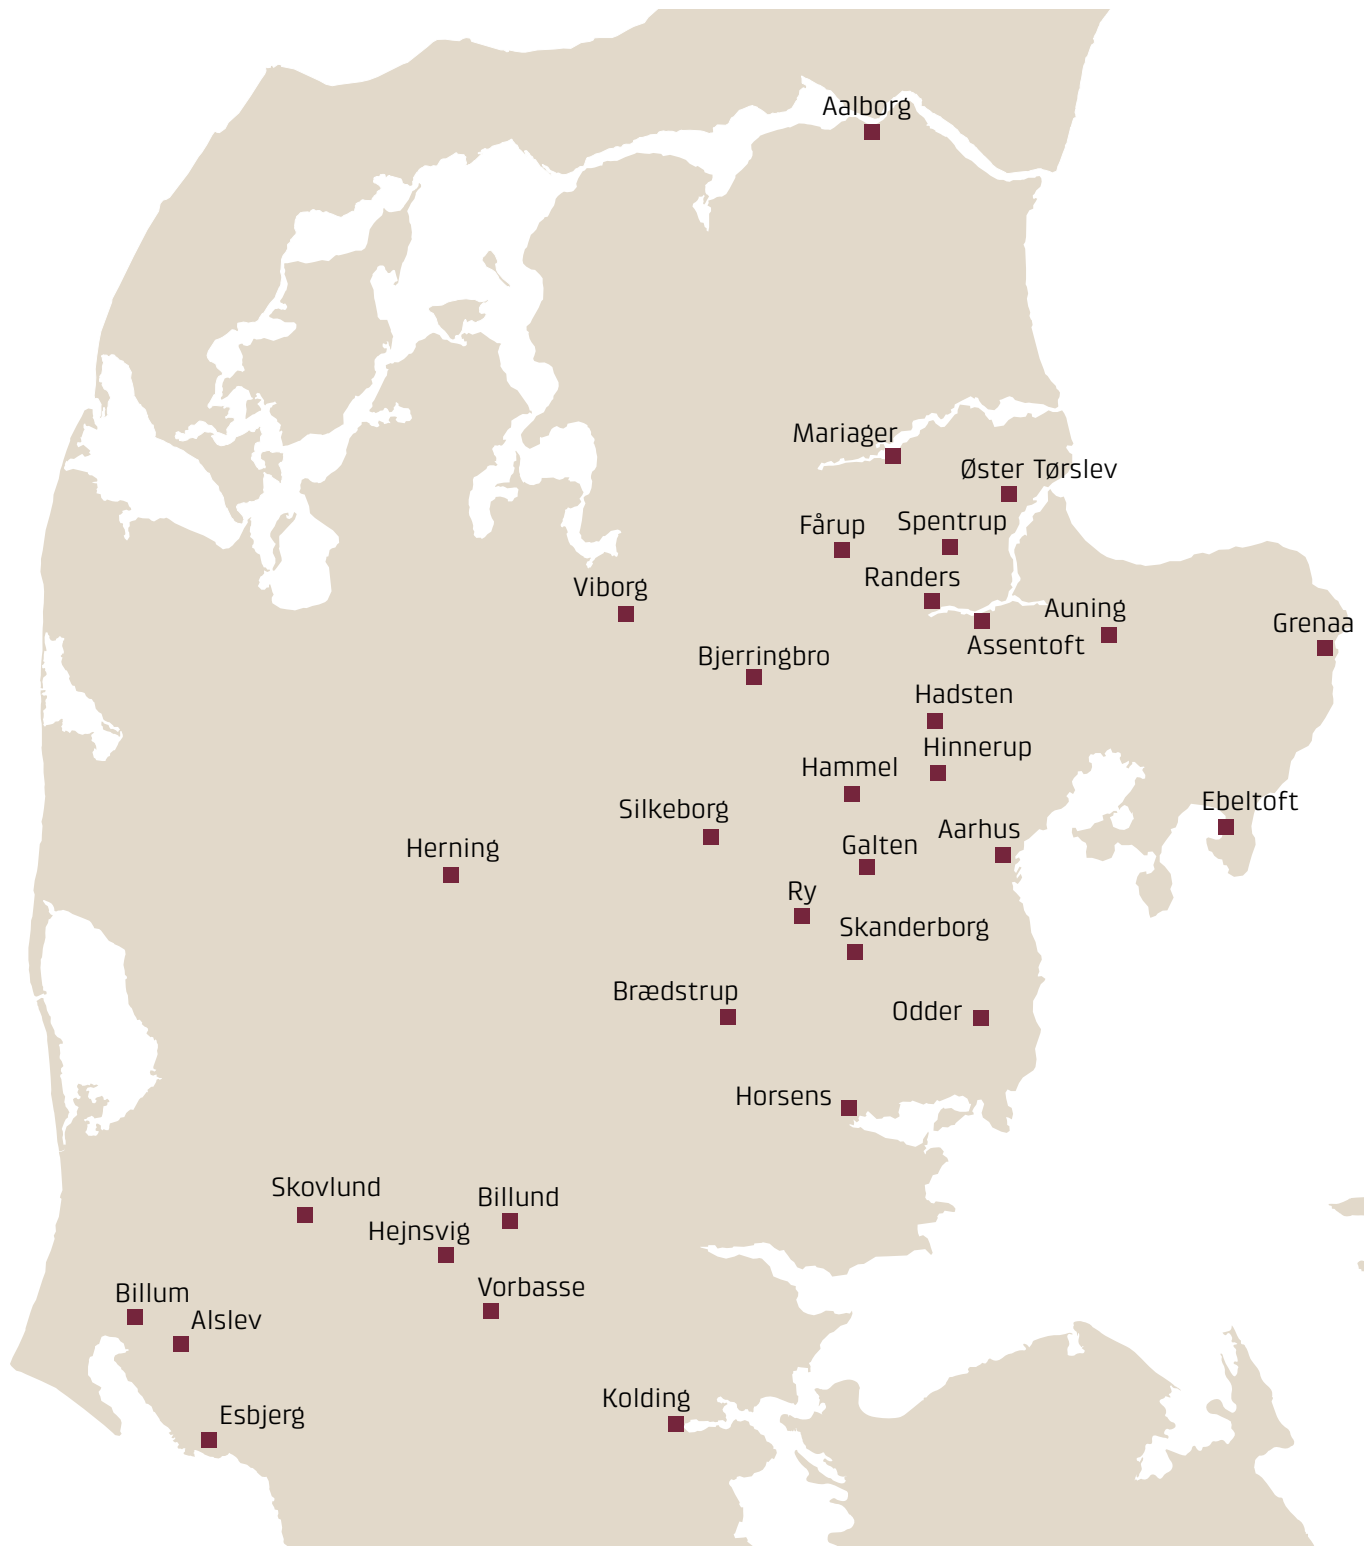 Aalborg
Mariager
Øster Tørslev
Spentrup
Fårup
Randers
Viborg
Auning
Grenaa
Assentoft
Bjerringbro
Hadsten
Hinnerup
Hammel
Ebeltoft
Silkeborg
Aarhus
Galten
Herning
Ry
Skanderborg
Brædstrup
Odder
Horsens
Skovlund
Billund
Hejnsvig
Vorbasse
Billum
Alslev
Kolding
Esbjerg